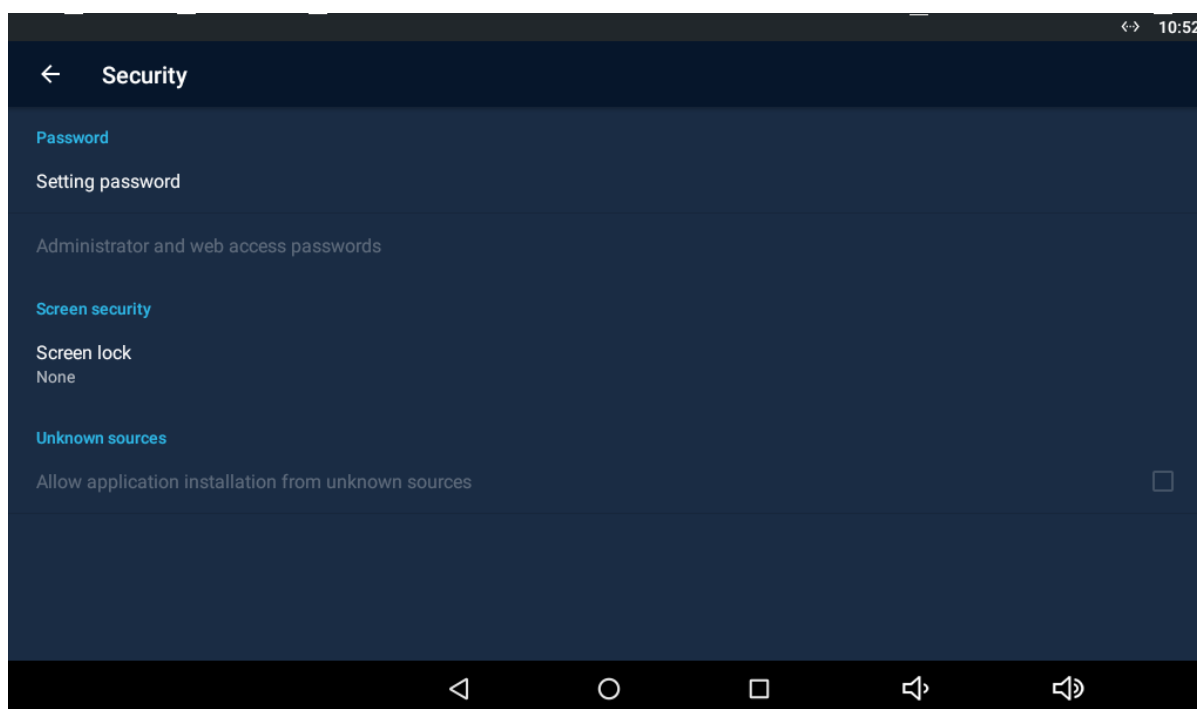 10:52
Security
Password
Setting password
Administrator and web access passwords
Screen security
Screen lock
None
Unknown sources
Allow application installation from unknown sources